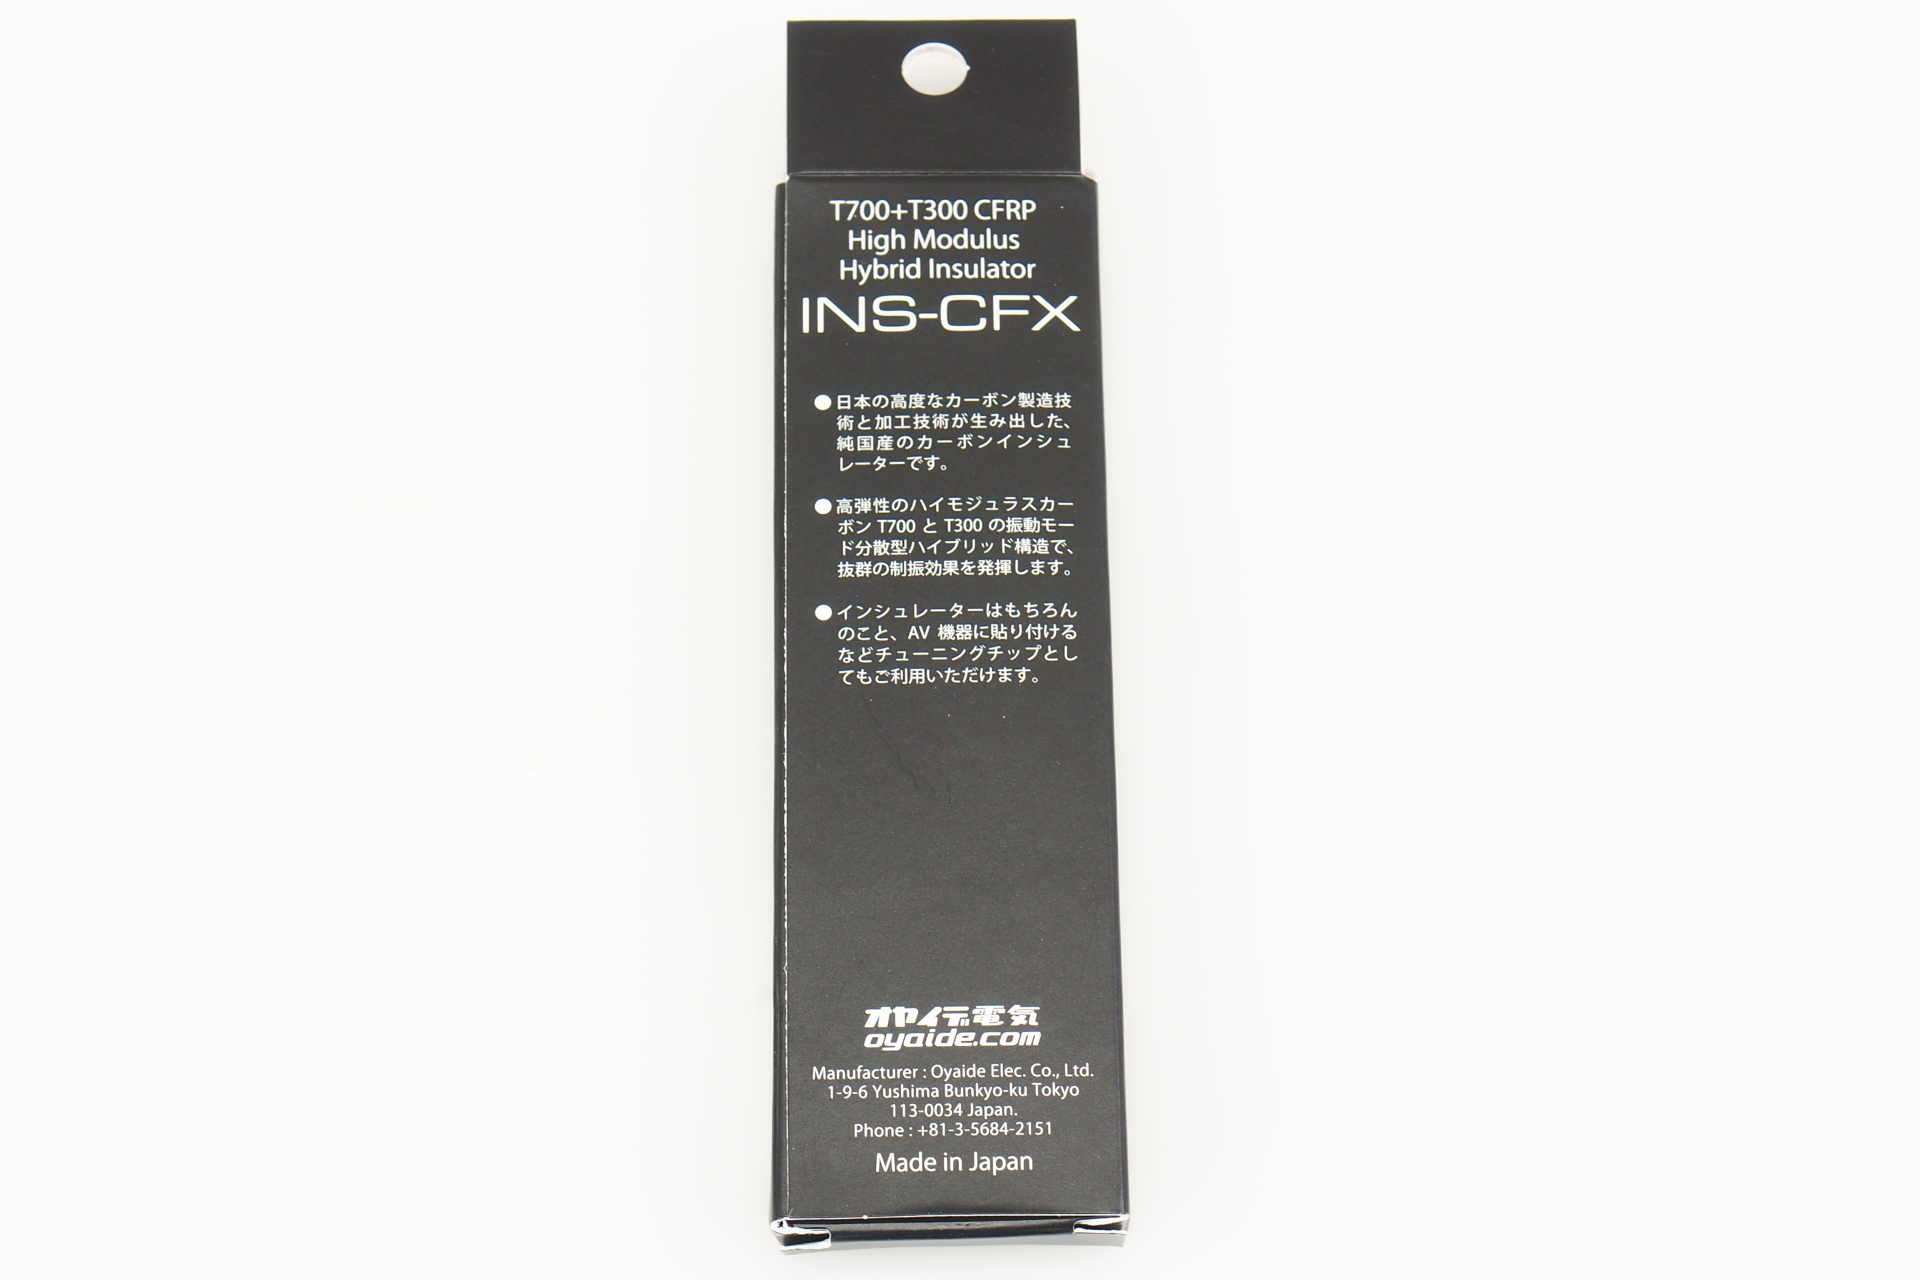 T700+T300 CFRP
High Modulus
Hybrid Insulator
INS-CFX
●日本の高度なカーボン製造技
術と加工技術が生み出した、
純国産のカーボンインシュ
レーターです。
●高弾性のハイモジュラスカー
ボン T700 と T300 の振動モー
ド分散型ハイブリッド構造で、
抜群の制振効果を発揮します。
●インシュレーターはもちろん
のこと、AV 機器に貼り付ける
などチューニングチップとし
てもご利用いただけます。
オヤイデ電気
oyaide.com
Manufacturer : Oyaide Elec. Co., Ltd.
1-9-6 Yushima Bunkyo-ku Tokyo
113-0034 Japan.
Phone : +81-3-5684-2151
Made in Japan